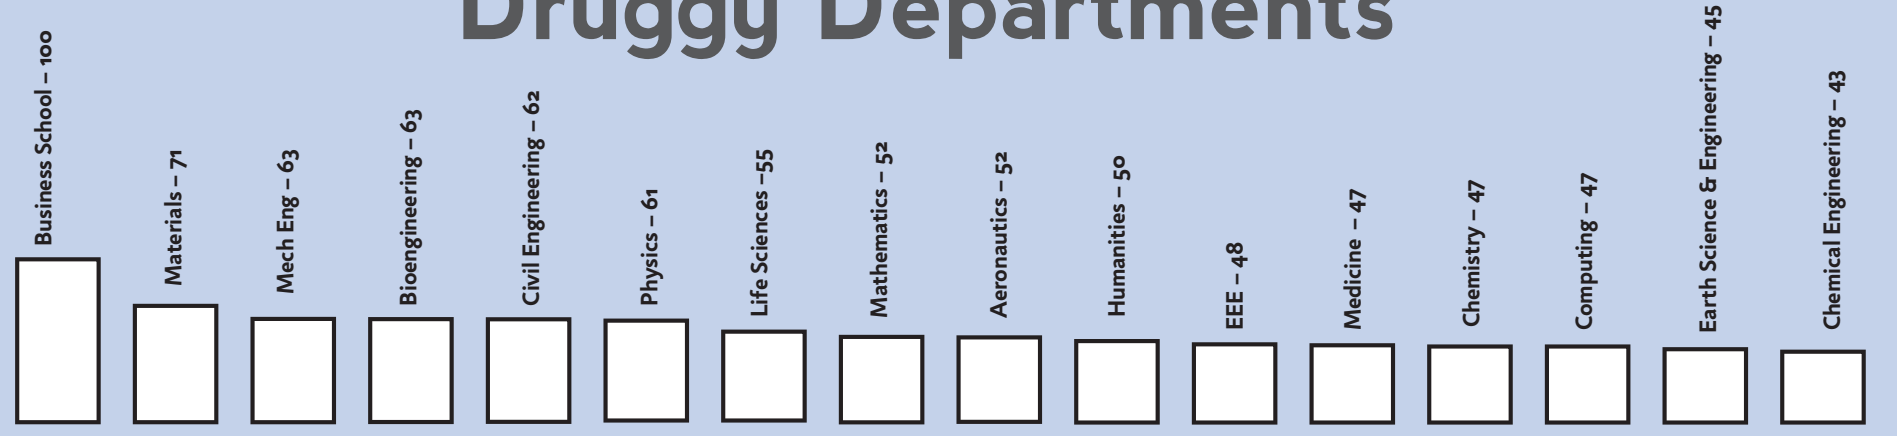 Druggy Departments
Business School – 100
Materials – 71
Mech Eng – 63
Bioengineering – 63
Civil Engineering – 62
Physics – 61
Life Sciences –55
Mathematics – 52
Aeronautics – 52
Humanities – 50
EEE – 48
Medicine – 47
Chemistry – 47
Computing – 47
Earth Science & Engineering – 45
Chemical Engineering – 43